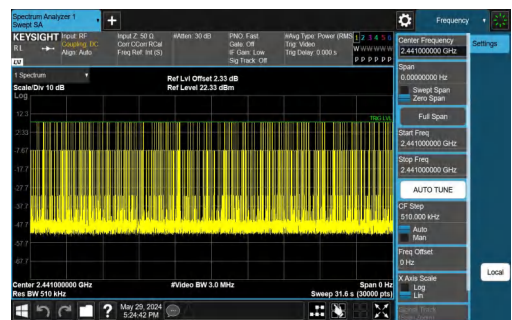 Spectrum Analyzer 1
Swept SA
Frequency
KEYSIGHT Input: RF
RL Coupling: DC
Align: Auto
Input Z: 50 Ω
Corr CCorr RCal
Freq Ref: Int (S)
#Atten: 30 dB
PNO: Fast
Gate: Off
IF Gain: Low
Sig Track: Off
#Avg Type: Power (RMS
Trig: Video
Trig Delay: 0.000 s
1 2 3 4 5 6
W W W W W W
P P P P P P
LXI
1 Spectrum
Scale/Div 10 dB
Log
Ref Lvl Offset 2.33 dB
Ref Level 22.33 dBm
TRIG LVL
12.3
2.33
-7.67
-17.7
-27.7
-37.7
-47.7
-57.7
-67.7
Center 2.441000000 GHz
Res BW 510 kHz
#Video BW 3.0 MHz
Span 0 Hz
Sweep 31.6 s (30000 pts)
May 29, 2024
5:24:42 PM
Center Frequency
2.441000000 GHz
Settings
Span
0.00000000 Hz
Swept Span
Zero Span
Full Span
Start Freq
2.441000000 GHz
Stop Freq
2.441000000 GHz
AUTO TUNE
CF Step
510.000 kHz
Auto
Man
Freq Offset
0 Hz
X Axis Scale
Log
Lin
Local
Signal Track